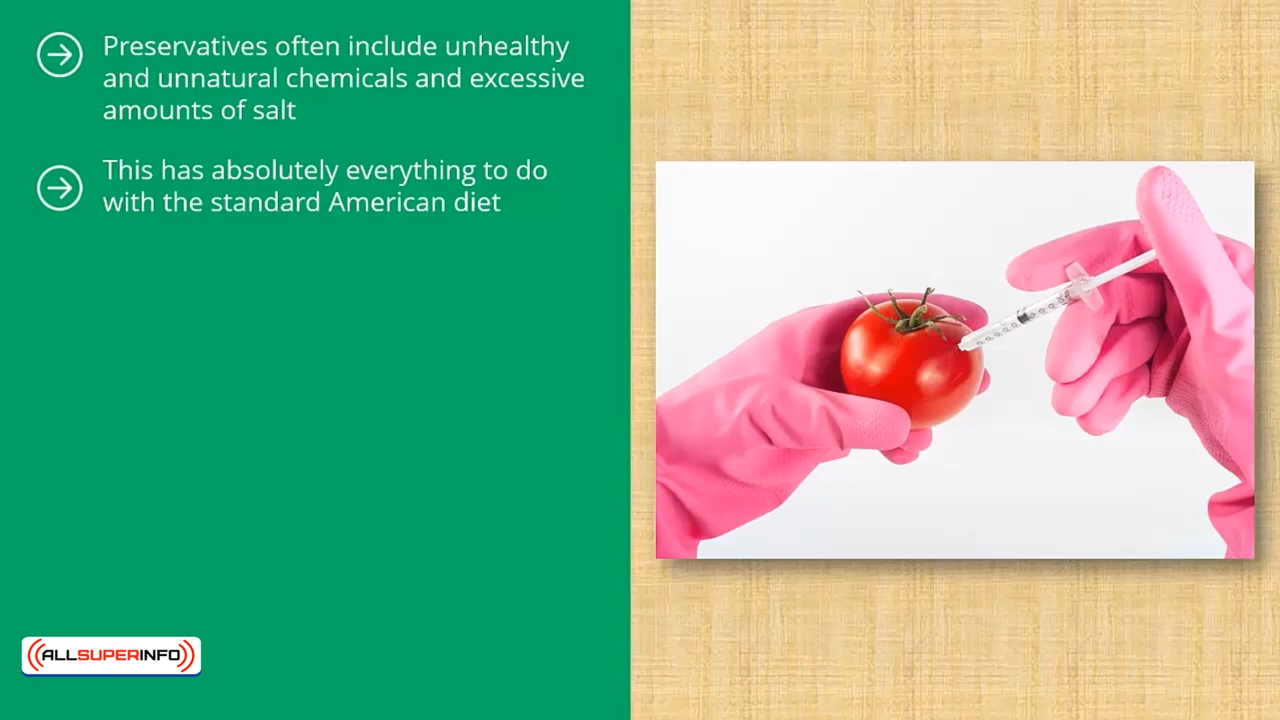 Preservatives often include unhealthy
and unnatural chemicals and excessive
amounts of salt
This has absolutely everything to do
with the standard American diet
ALLSUPERINFO